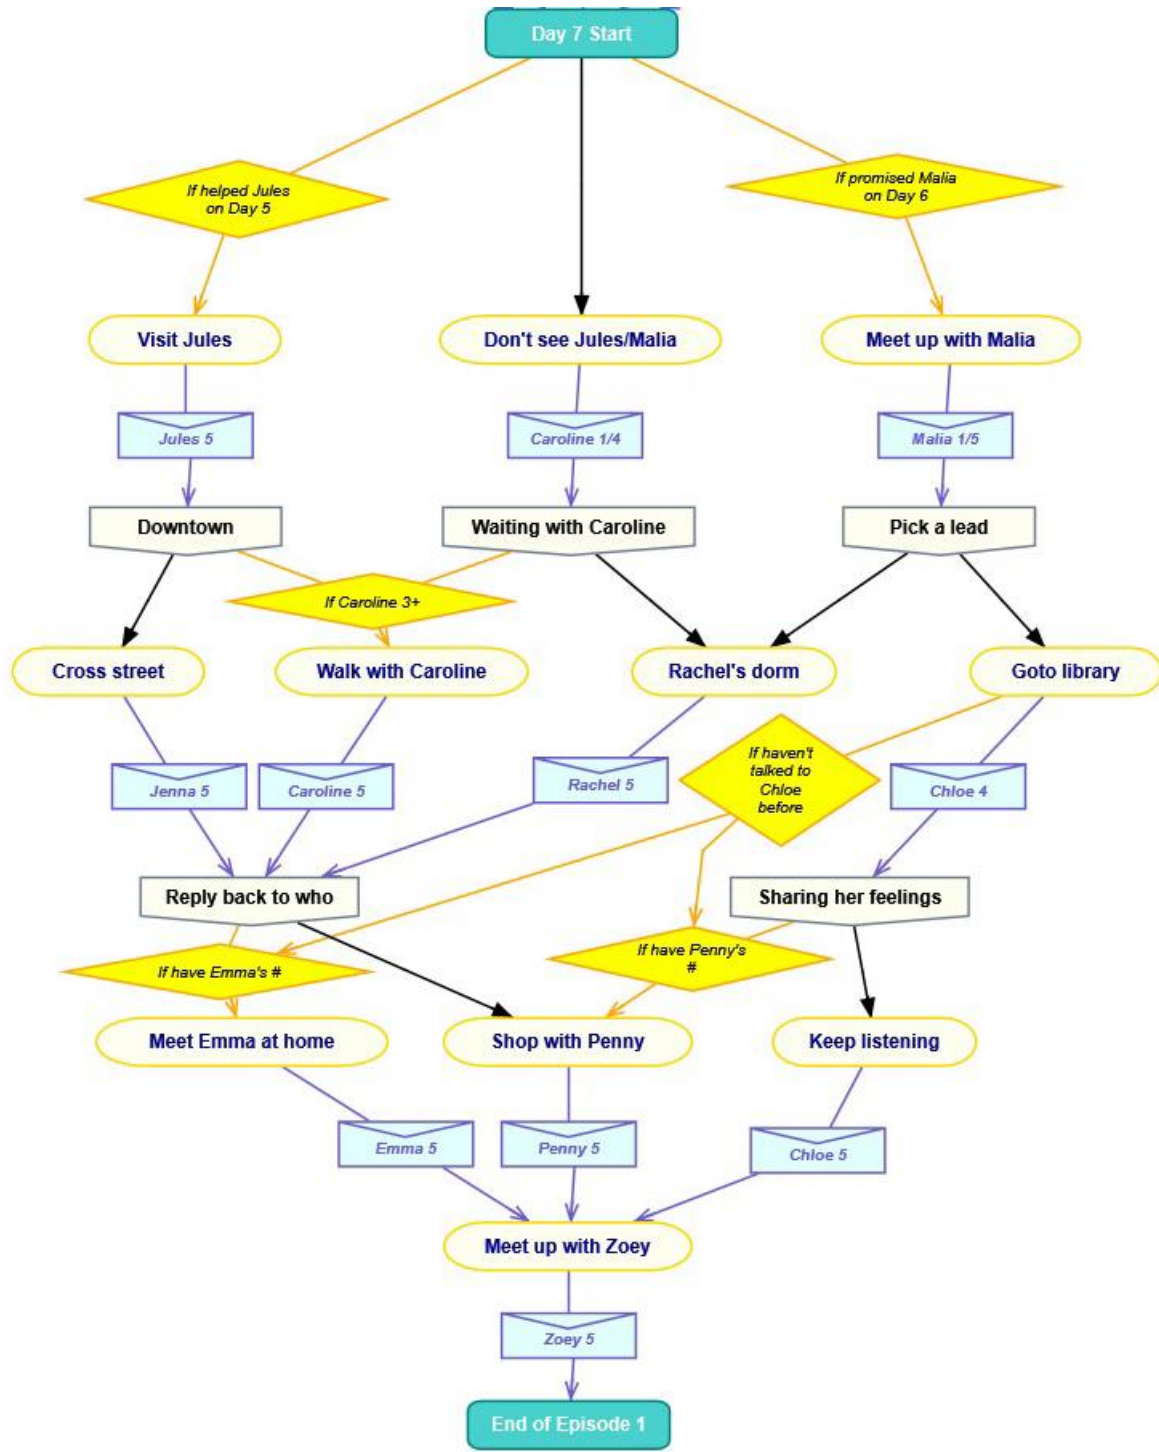 Day 7 Start
If helped Jules
on Day 5
If promised Malia
on Day 6
Visit Jules
Don't see Jules/Malia
Meet up with Malia
Jules 5
Caroline 1/4
Malia 1/5
Downtown
Waiting with Caroline
Pick a lead
If Caroline 3+
Cross street
Walk with Caroline
Rachel's dorm
Goto library
If haven't
talked to
Chloe
before
Jenna 5
Caroline 5
Rachel 5
Chloe 4
Reply back to who
Sharing her feelings
If have Emma's #
If have Penny's
#
Meet Emma at home
Shop with Penny
Keep listening
Emma 5
Penny 5
Chloe 5
Meet up with Zoey
Zoey 5
End of Episode 1